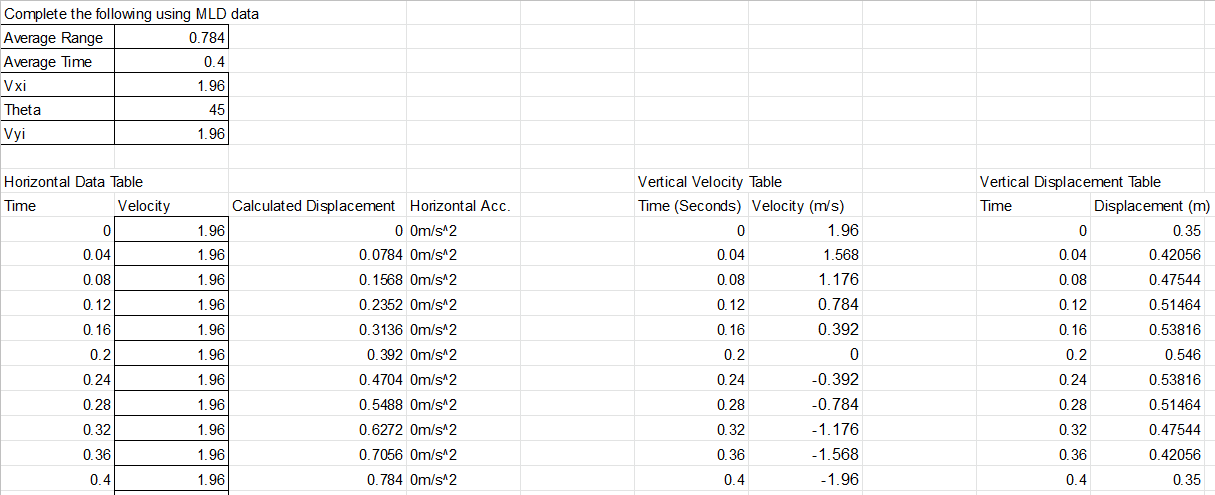 Complete the following using MLD data
Average Range 0.784
Average Time 0.4
Vxi 1.96
Theta 45
Vyi 1.96
Horizontal Data Table Vertical Velocity Table Vertical Displacement Table
Time Velocity Calculated Displacement Horizontal Acc. Time (Seconds) Velocity (m/s) Time Displacement (m)
0 1.96 0 0m/s^2 0 1.96 0 0.35
0.04 1.96 0.0784 0m/s^2 0.04 1.568 0.04 0.42056
0.08 1.96 0.1568 0m/s^2 0.08 1.176 0.08 0.47544
0.12 1.96 0.2352 0m/s^2 0.12 0.784 0.12 0.51464
0.16 1.96 0.3136 0m/s^2 0.16 0.392 0.16 0.53816
0.2 1.96 0.392 0m/s^2 0.2 0 0.2 0.546
0.24 1.96 0.4704 0m/s^2 0.24 -0.392 0.24 0.53816
0.28 1.96 0.5488 0m/s^2 0.28 -0.784 0.28 0.51464
0.32 1.96 0.6272 0m/s^2 0.32 -1.176 0.32 0.47544
0.36 1.96 0.7056 0m/s^2 0.36 -1.568 0.36 0.42056
0.4 1.96 0.784 0m/s^2 0.4 -1.96 0.4 0.35